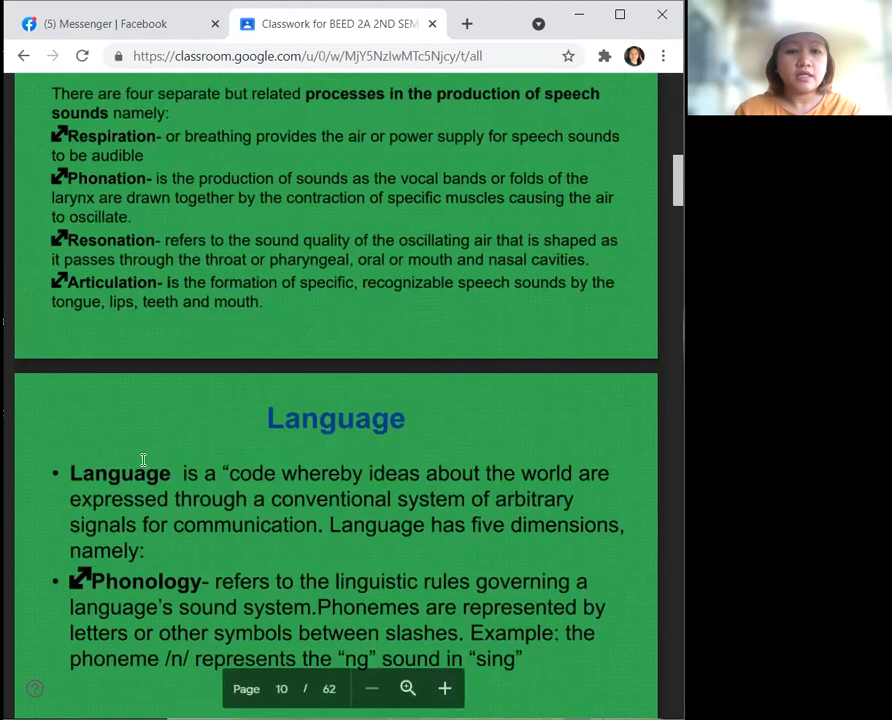 (5) Messenger | Facebook
Classwork for BEED 2A 2ND SEM
https://classroom.google.com/u/0/w/MjY5NzIwMTc5Njcy/t/all
There are four separate but related processes in the production of speech
sounds namely:
Respiration- or breathing provides the air or power supply for speech sounds
to be audible
Phonation- is the production of sounds as the vocal bands or folds of the
larynx are drawn together by the contraction of specific muscles causing the air
to oscillate.
Resonation- refers to the sound quality of the oscillating air that is shaped as
it passes through the throat or pharyngeal, oral or mouth and nasal cavities.
Articulation- is the formation of specific, recognizable speech sounds by the
tongue, lips, teeth and mouth.
Language
• Language is a “code whereby ideas about the world are
expressed through a conventional system of arbitrary
signals for communication. Language has five dimensions,
namely:
• Phonology- refers to the linguistic rules governing a
language’s sound system.Phonemes are represented by
letters or other symbols between slashes. Example: the
phoneme /n/ represents the “ng” sound in “sing”
Page 10 / 62